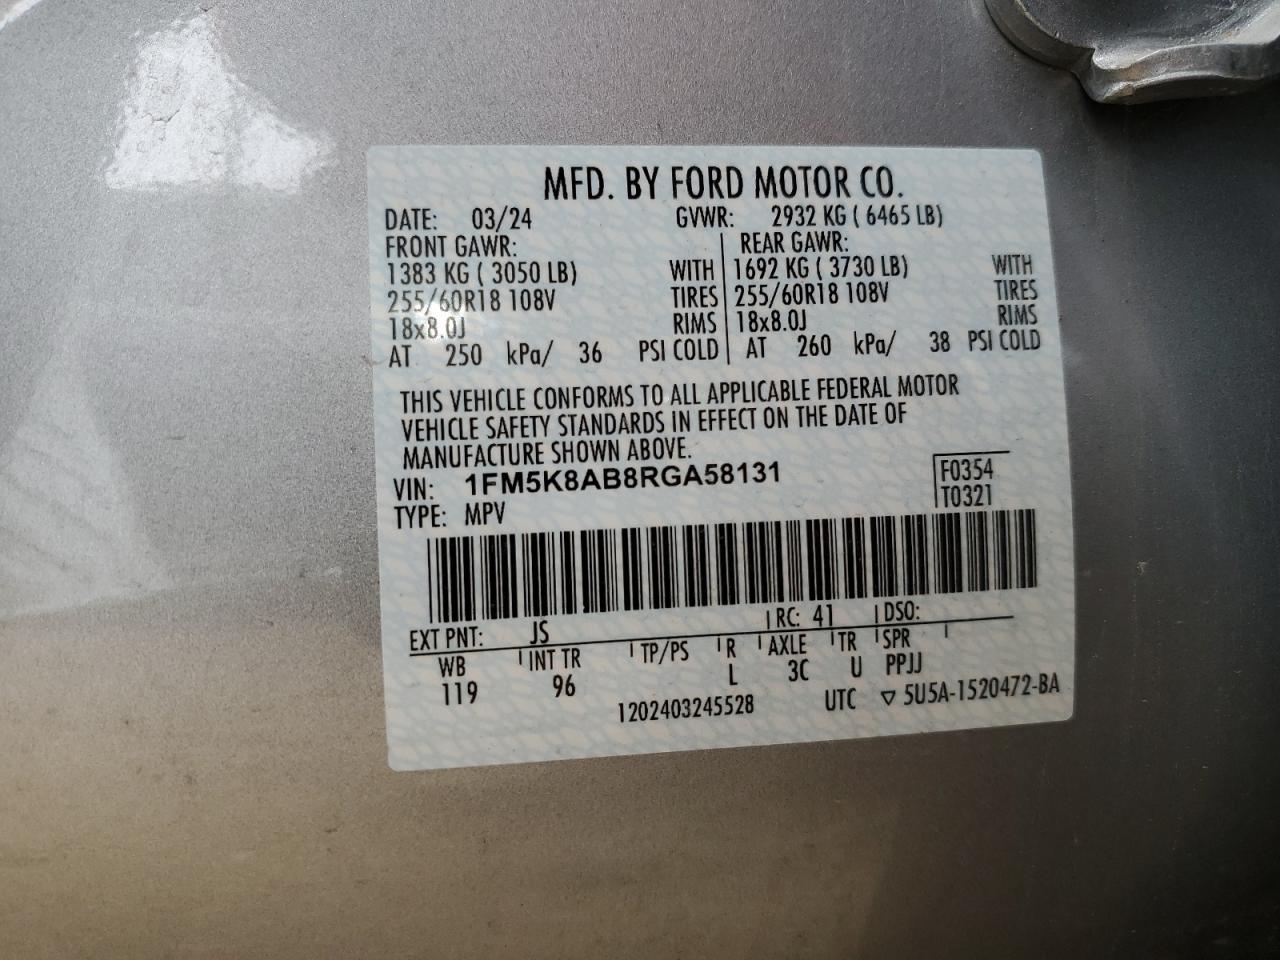 MFD. BY FORD MOTOR CO.
DATE: 03/24 GVWR: 2932 KG ( 6465 LB)
FRONT GAWR: REAR GAWR:
1383 KG ( 3050 LB) WITH 1692 KG ( 3730 LB) WITH
255/60R18 108V TIRES 255/60R18 108V TIRES
18x8.0J RIMS 18x8.0J RIMS
AT 250 kPa/ 36 PSI COLD AT 260 kPa/ 38 PSI COLD
THIS VEHICLE CONFORMS TO ALL APPLICABLE FEDERAL MOTOR
VEHICLE SAFETY STANDARDS IN EFFECT ON THE DATE OF
MANUFACTURE SHOWN ABOVE.
VIN: 1FM5K8AB8RGA58131 F0354
TYPE: MPV T0321
EXT PNT: JS RC: 41 DSO:
WB INT TR TP/PS R AXLE TR SPR
119 96 L 3C U PPJJ
1202403245528 UTC ▽ 5U5A-1520472-BA